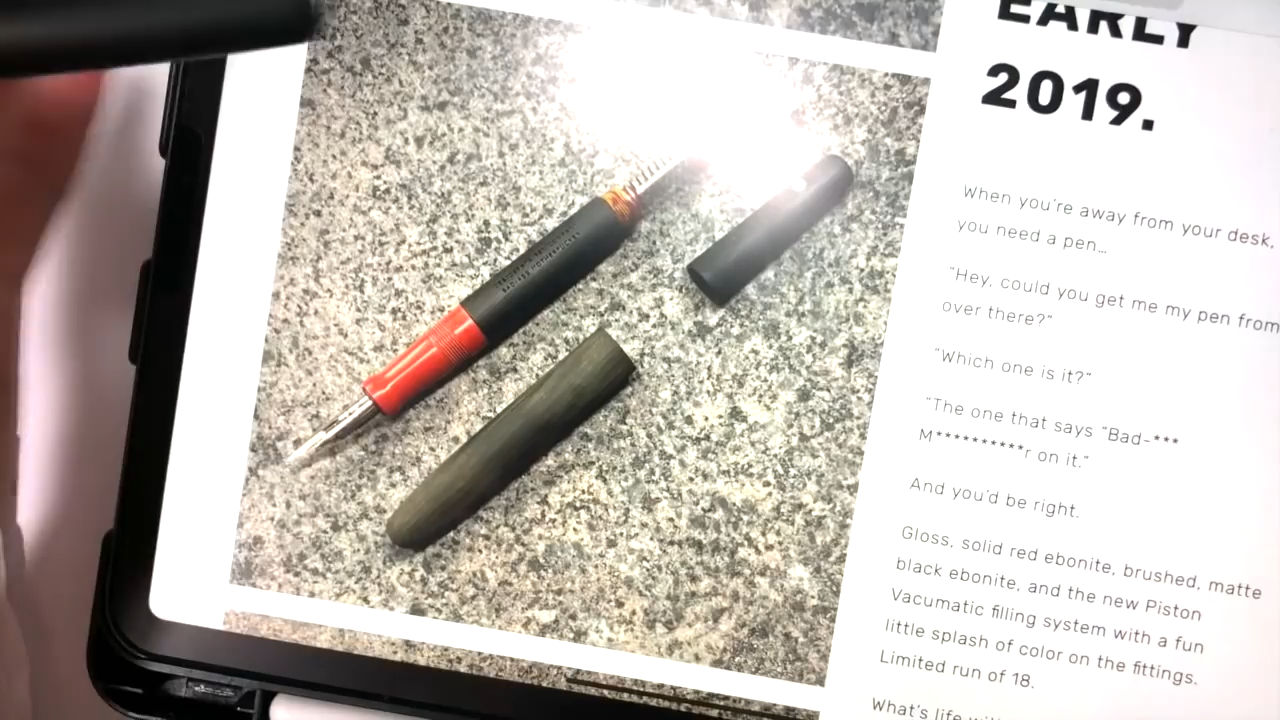 EARLY
2019.
When you're away from your desk,
you need a pen…
"Hey, could you get me my pen from
over there?"
"Which one is it?"
"The one that says "Bad-***
M**********r on it."
And you'd be right.
Gloss, solid red ebonite, brushed, matte
black ebonite, and the new Piston
Vacumatic filling system with a fun
little splash of color on the fittings.
Limited run of 18.
What's life